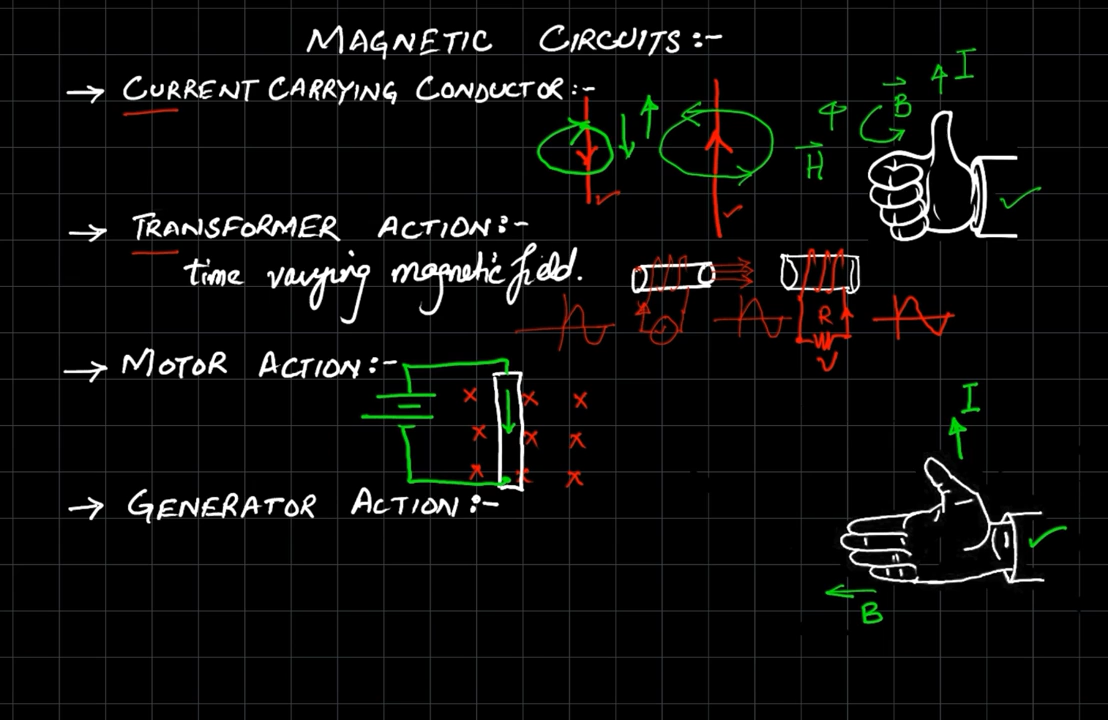 MAGNETIC CIRCUITS:-
→ CURRENT CARRYING CONDUCTOR:-
I
B
H
→ TRANSFORMER ACTION:-
time varying magnetic field.
R
V
→ MOTOR ACTION:-
x x x
x x x
x x x
I
→ GENERATOR ACTION:-
B